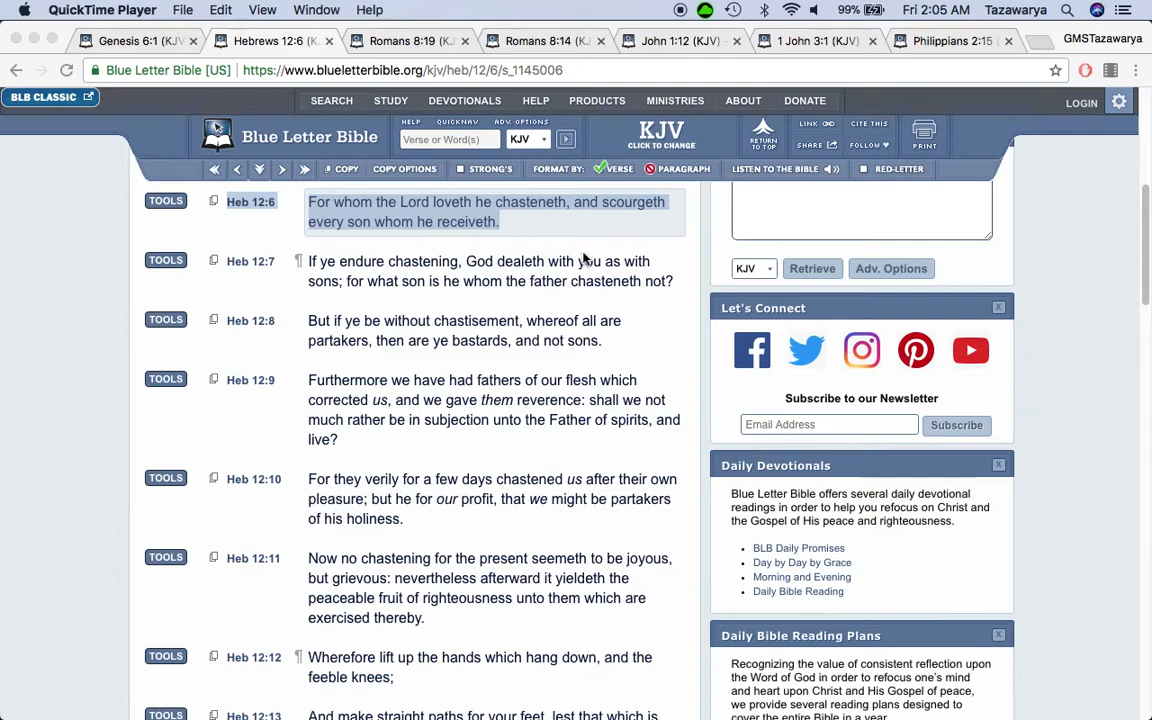 QuickTime Player File Edit View Window Help 99% Fri 2:05 AM Tazawarya
Genesis 6:1 (KJV Hebrews 12:6 (K Romans 8:19 (KJ Romans 8:14 (KJ John 1:12 (KJV) - 1 John 3:1 (KJV) Philippians 2:15 GMSTazawarya
Blue Letter Bible [US] https://www.blueletterbible.org/kjv/heb/12/6/s_1145006
BLB CLASSIC SEARCH STUDY DEVOTIONALS HELP PRODUCTS MINISTRIES ABOUT DONATE LOGIN
HELP QUICKNAV ADV. OPTIONS
Blue Letter Bible Verse or Word(s) KJV
KJV
CLICK TO CHANGE
RETURN
TO TOP
LINK CITE THIS
SHARE FOLLOW
PRINT
COPY COPY OPTIONS STRONG'S FORMAT BY: VERSE PARAGRAPH LISTEN TO THE BIBLE RED-LETTER
TOOLS Heb 12:6 For whom the Lord loveth he chasteneth, and scourgeth
every son whom he receiveth.
TOOLS Heb 12:7 ¶ If ye endure chastening, God dealeth with you as with
sons; for what son is he whom the father chasteneth not?
TOOLS Heb 12:8 But if ye be without chastisement, whereof all are
partakers, then are ye bastards, and not sons.
TOOLS Heb 12:9 Furthermore we have had fathers of our flesh which
corrected us, and we gave them reverence: shall we not
much rather be in subjection unto the Father of spirits, and
live?
TOOLS Heb 12:10 For they verily for a few days chastened us after their own
pleasure; but he for our profit, that we might be partakers
of his holiness.
TOOLS Heb 12:11 Now no chastening for the present seemeth to be joyous,
but grievous: nevertheless afterward it yieldeth the
peaceable fruit of righteousness unto them which are
exercised thereby.
TOOLS Heb 12:12 ¶ Wherefore lift up the hands which hang down, and the
feeble knees;
TOOLS Heb 12:13 And make straight paths for your feet, lest that which is
KJV Retrieve Adv. Options
Let's Connect
Subscribe to our Newsletter
Email Address Subscribe
Daily Devotionals
Blue Letter Bible offers several daily devotional
readings in order to help you refocus on Christ and
the Gospel of His peace and righteousness.
• BLB Daily Promises
• Day by Day by Grace
• Morning and Evening
• Daily Bible Reading
Daily Bible Reading Plans
Recognizing the value of consistent reflection upon
the Word of God in order to refocus one's mind
and heart upon Christ and His Gospel of peace,
we provide several reading plans designed to
cover the entire Bible in a year.